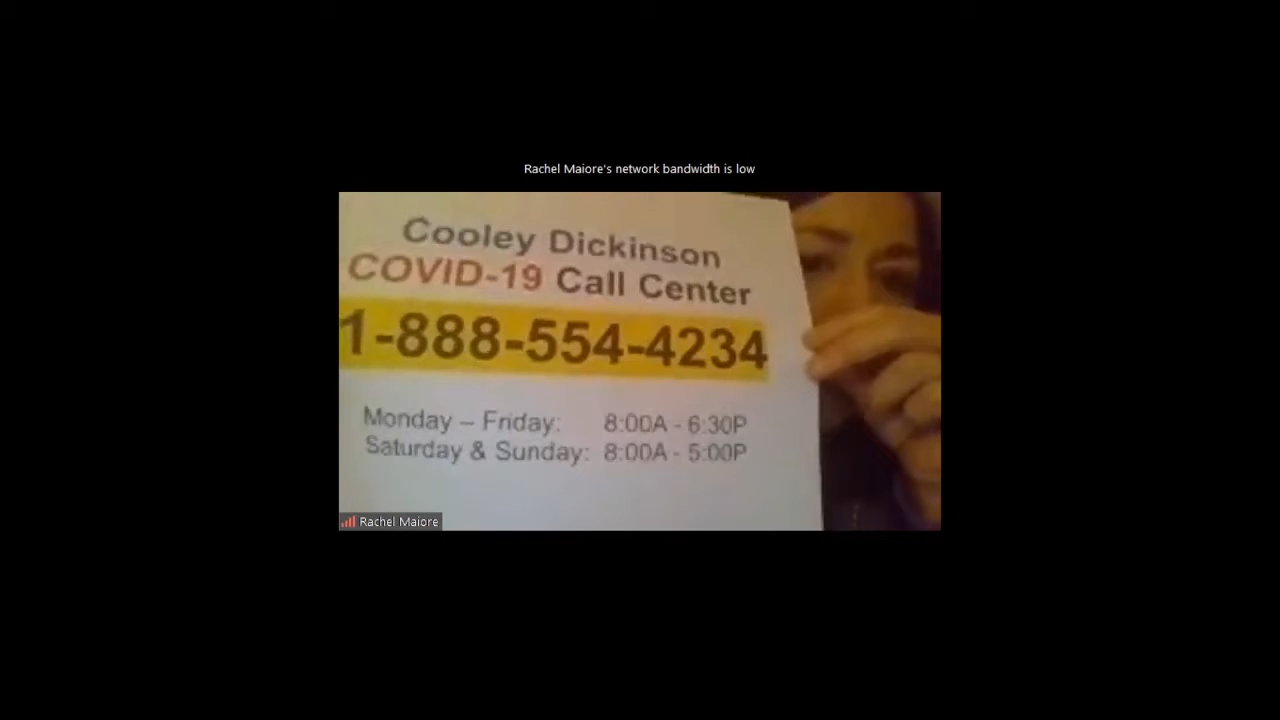 Rachel Maiore's network bandwidth is low
Cooley Dickinson
COVID-19 Call Center
1-888-554-4234
Monday – Friday: 8:00A - 6:30P
Saturday & Sunday: 8:00A - 5:00P
Rachel Maiore